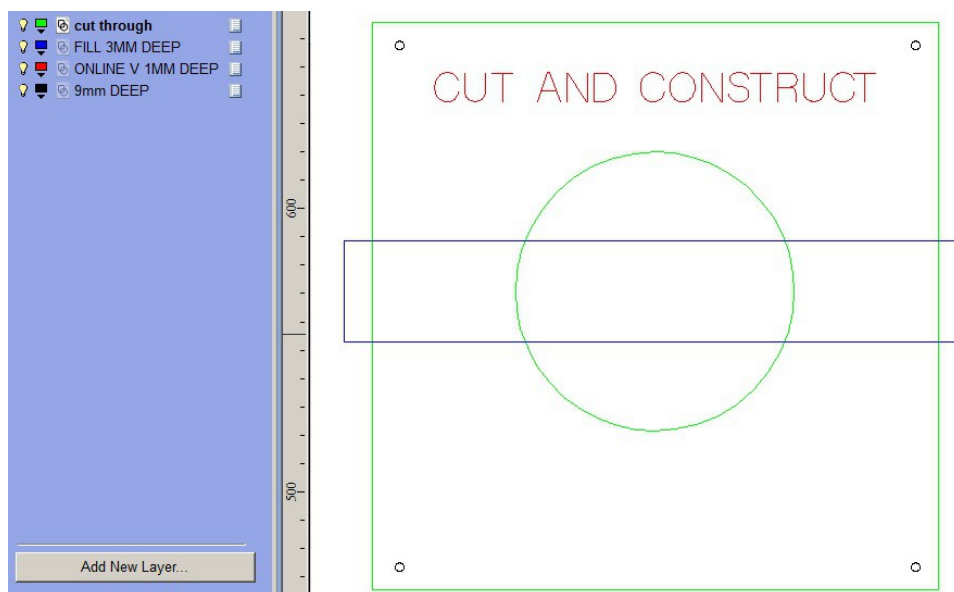 cut through
FILL 3MM DEEP
ONLINE V 1MM DEEP
9mm DEEP
Add New Layer...
600
500
CUT AND CONSTRUCT